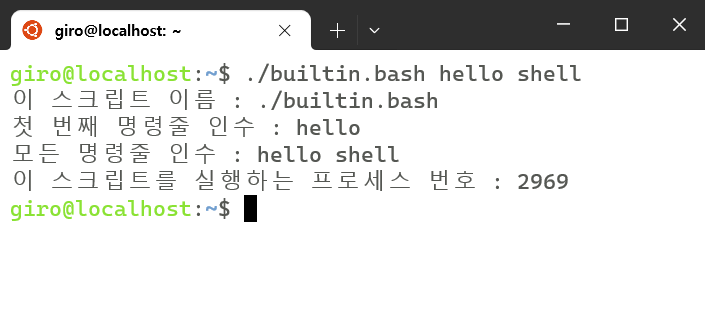 giro@localhost: ~
giro@localhost:~$ ./builtin.bash hello shell
이 스크립트 이름 : ./builtin.bash
첫 번째 명령줄 인수 : hello
모든 명령줄 인수 : hello shell
이 스크립트를 실행하는 프로세스 번호 : 2969
giro@localhost:~$